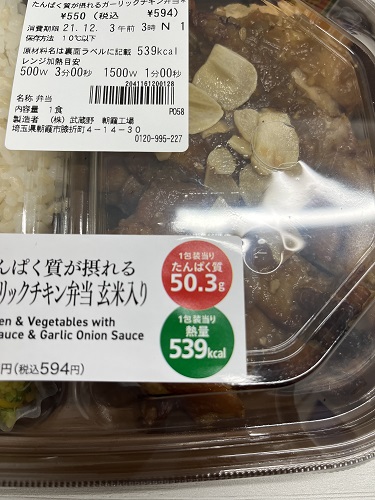 たんぱく質が摂れるガーリックチキン弁当
¥550 (税込 ¥594)
消費期限 21.12. 3 午前 3時 N 1
保存方法 10℃以下
原材料名は裏面ラベルに記載 539kcal
レンジ加熱目安
500W 3分00秒 1500W 1分00秒
2041161200128
名称 弁当
内容量 1食 P058
製造者 (株) 武蔵野 朝霞工場
埼玉県朝霞市膝折町4-14-30
0120-995-227
んぱく質が摂れる
リックチキン弁当 玄米入り
en & Vegetables with
auce & Garlic Onion Sauce
円(税込594円)
1包装当り
たんぱく質
50.3g
1包装当り
熱量
539kcal